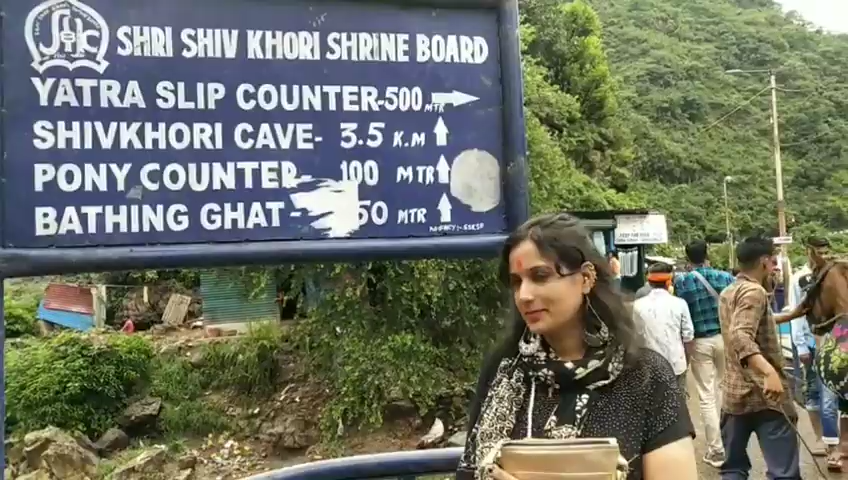 SHRI SHIV KHORI SHRINE BOARD
YATRA SLIP COUNTER-500 MTR
SHIVKHORI CAVE- 3.5 K.M
PONY COUNTER- 100 MTR
BATHING GHAT- 50 MTR